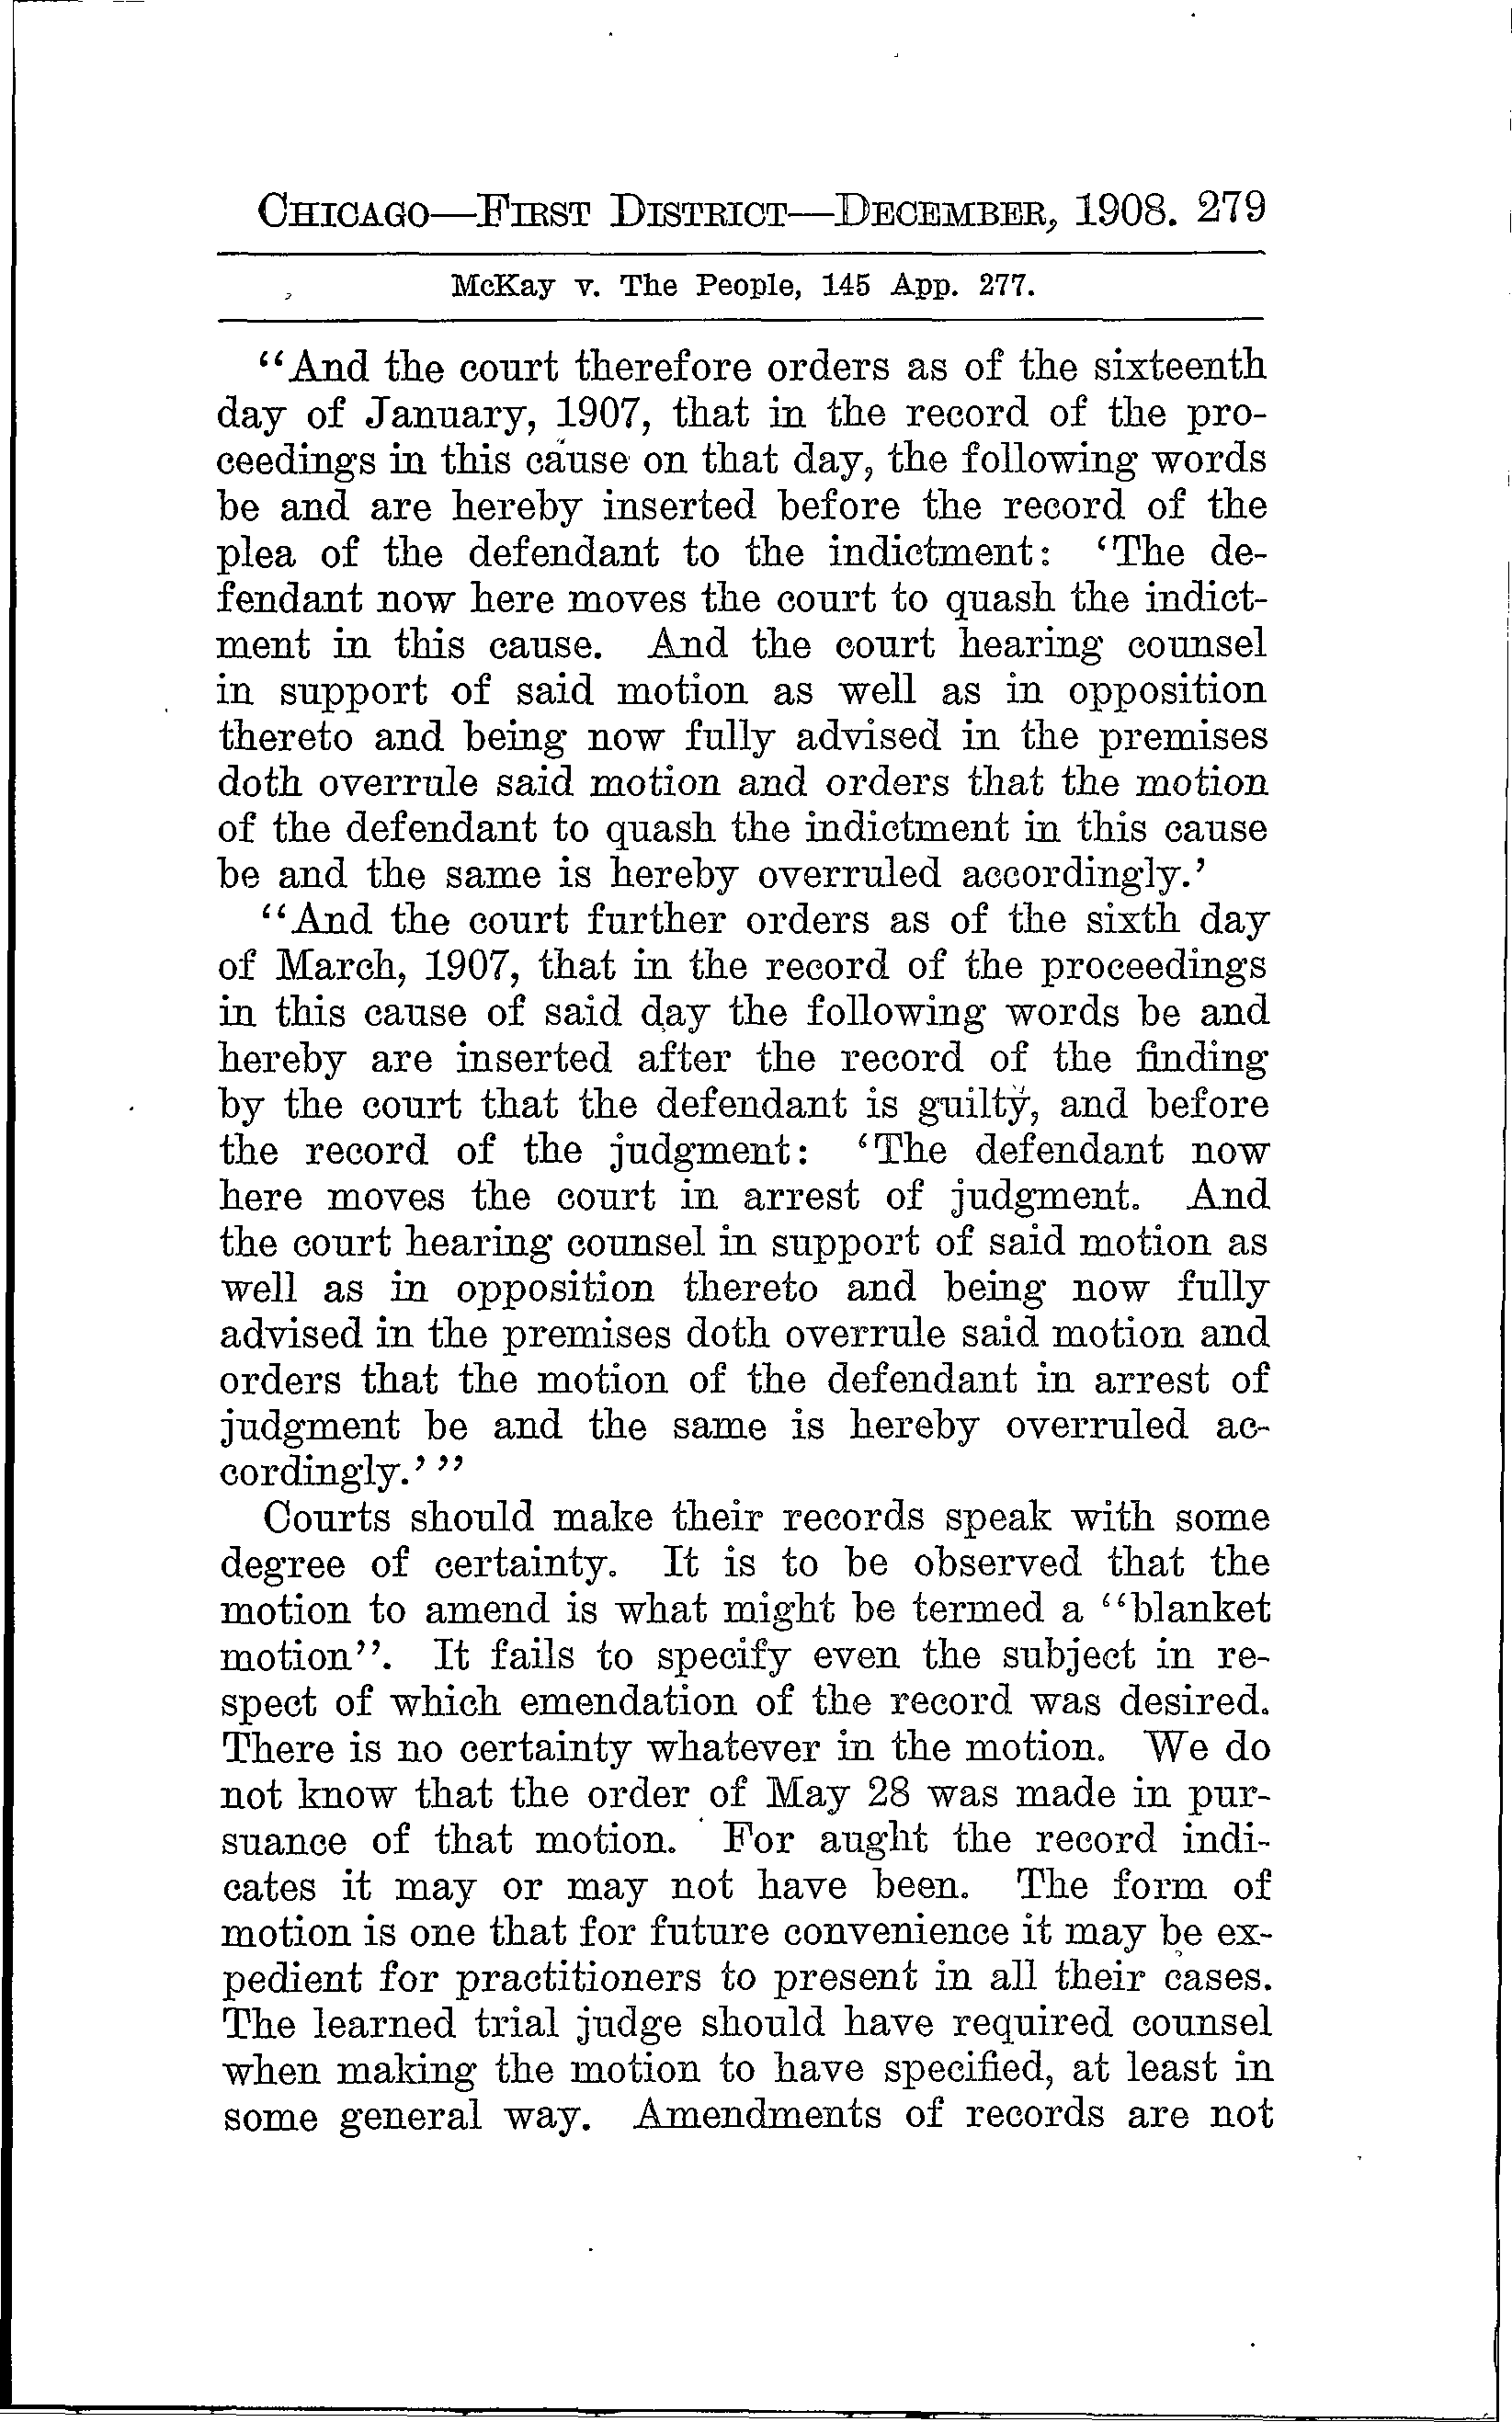 CHICAGO—FIRST DISTRICT—DECEMBER, 1908. 279
McKay v. The People, 145 App. 277.
"And the court therefore orders as of the sixteenth
day of January, 1907, that in the record of the pro-
ceedings in this cause on that day, the following words
be and are hereby inserted before the record of the
plea of the defendant to the indictment: 'The de-
fendant now here moves the court to quash the indict-
ment in this cause. And the court hearing counsel
in support of said motion as well as in opposition
thereto and being now fully advised in the premises
doth overrule said motion and orders that the motion
of the defendant to quash the indictment in this cause
be and the same is hereby overruled accordingly.'
"And the court further orders as of the sixth day
of March, 1907, that in the record of the proceedings
in this cause of said day the following words be and
hereby are inserted after the record of the finding
by the court that the defendant is guilty, and before
the record of the judgment: 'The defendant now
here moves the court in arrest of judgment. And
the court hearing counsel in support of said motion as
well as in opposition thereto and being now fully
advised in the premises doth overrule said motion and
orders that the motion of the defendant in arrest of
judgment be and the same is hereby overruled ac-
cordingly.' "
Courts should make their records speak with some
degree of certainty. It is to be observed that the
motion to amend is what might be termed a "blanket
motion". It fails to specify even the subject in re-
spect of which emendation of the record was desired.
There is no certainty whatever in the motion. We do
not know that the order of May 28 was made in pur-
suance of that motion. For aught the record indi-
cates it may or may not have been. The form of
motion is one that for future convenience it may be ex-
pedient for practitioners to present in all their cases.
The learned trial judge should have required counsel
when making the motion to have specified, at least in
some general way. Amendments of records are not